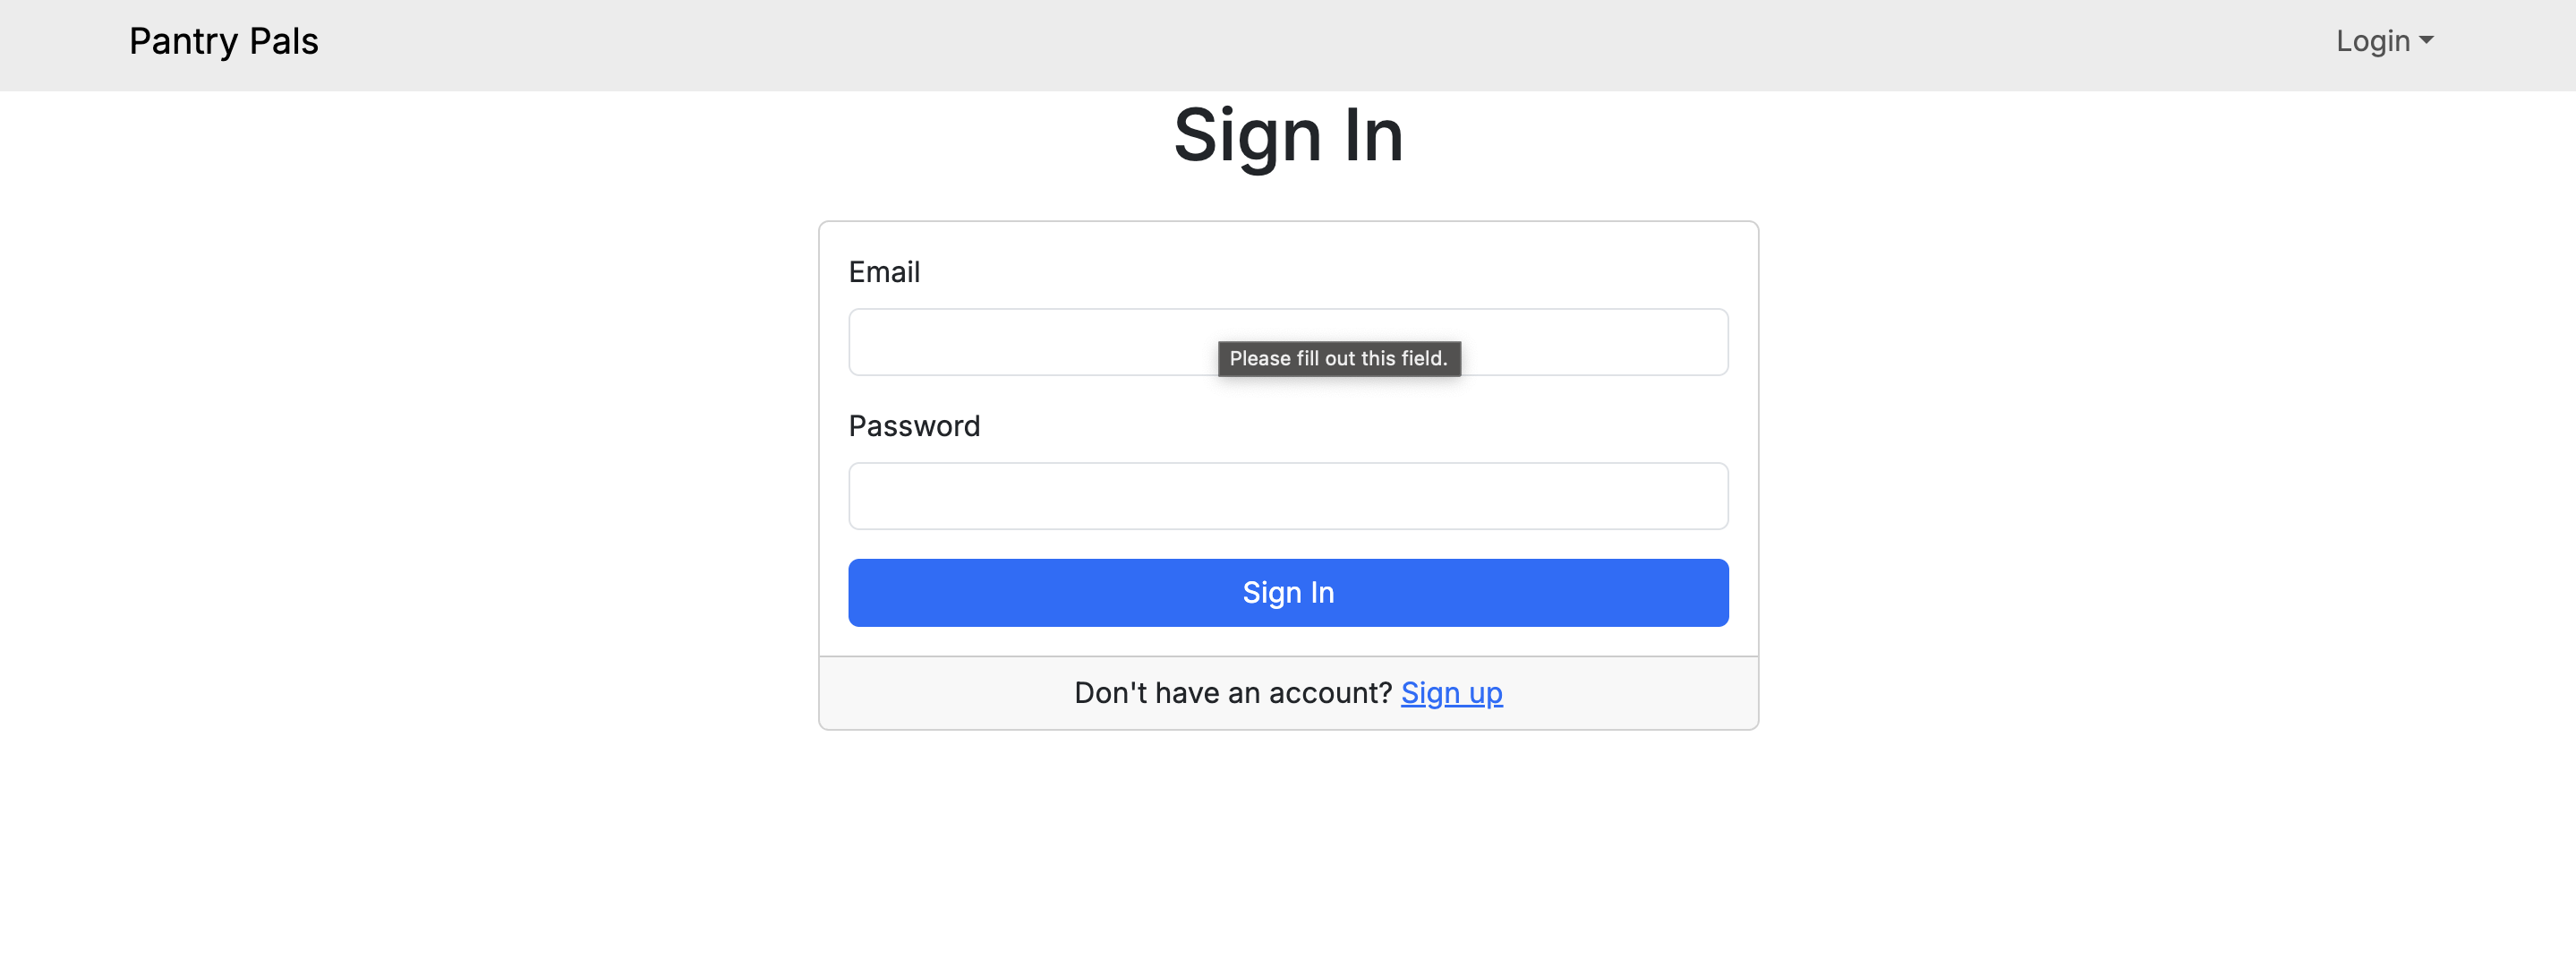 Pantry Pals
Login
Sign In
Email
Please fill out this field.
Password
Sign In
Don't have an account? Sign up